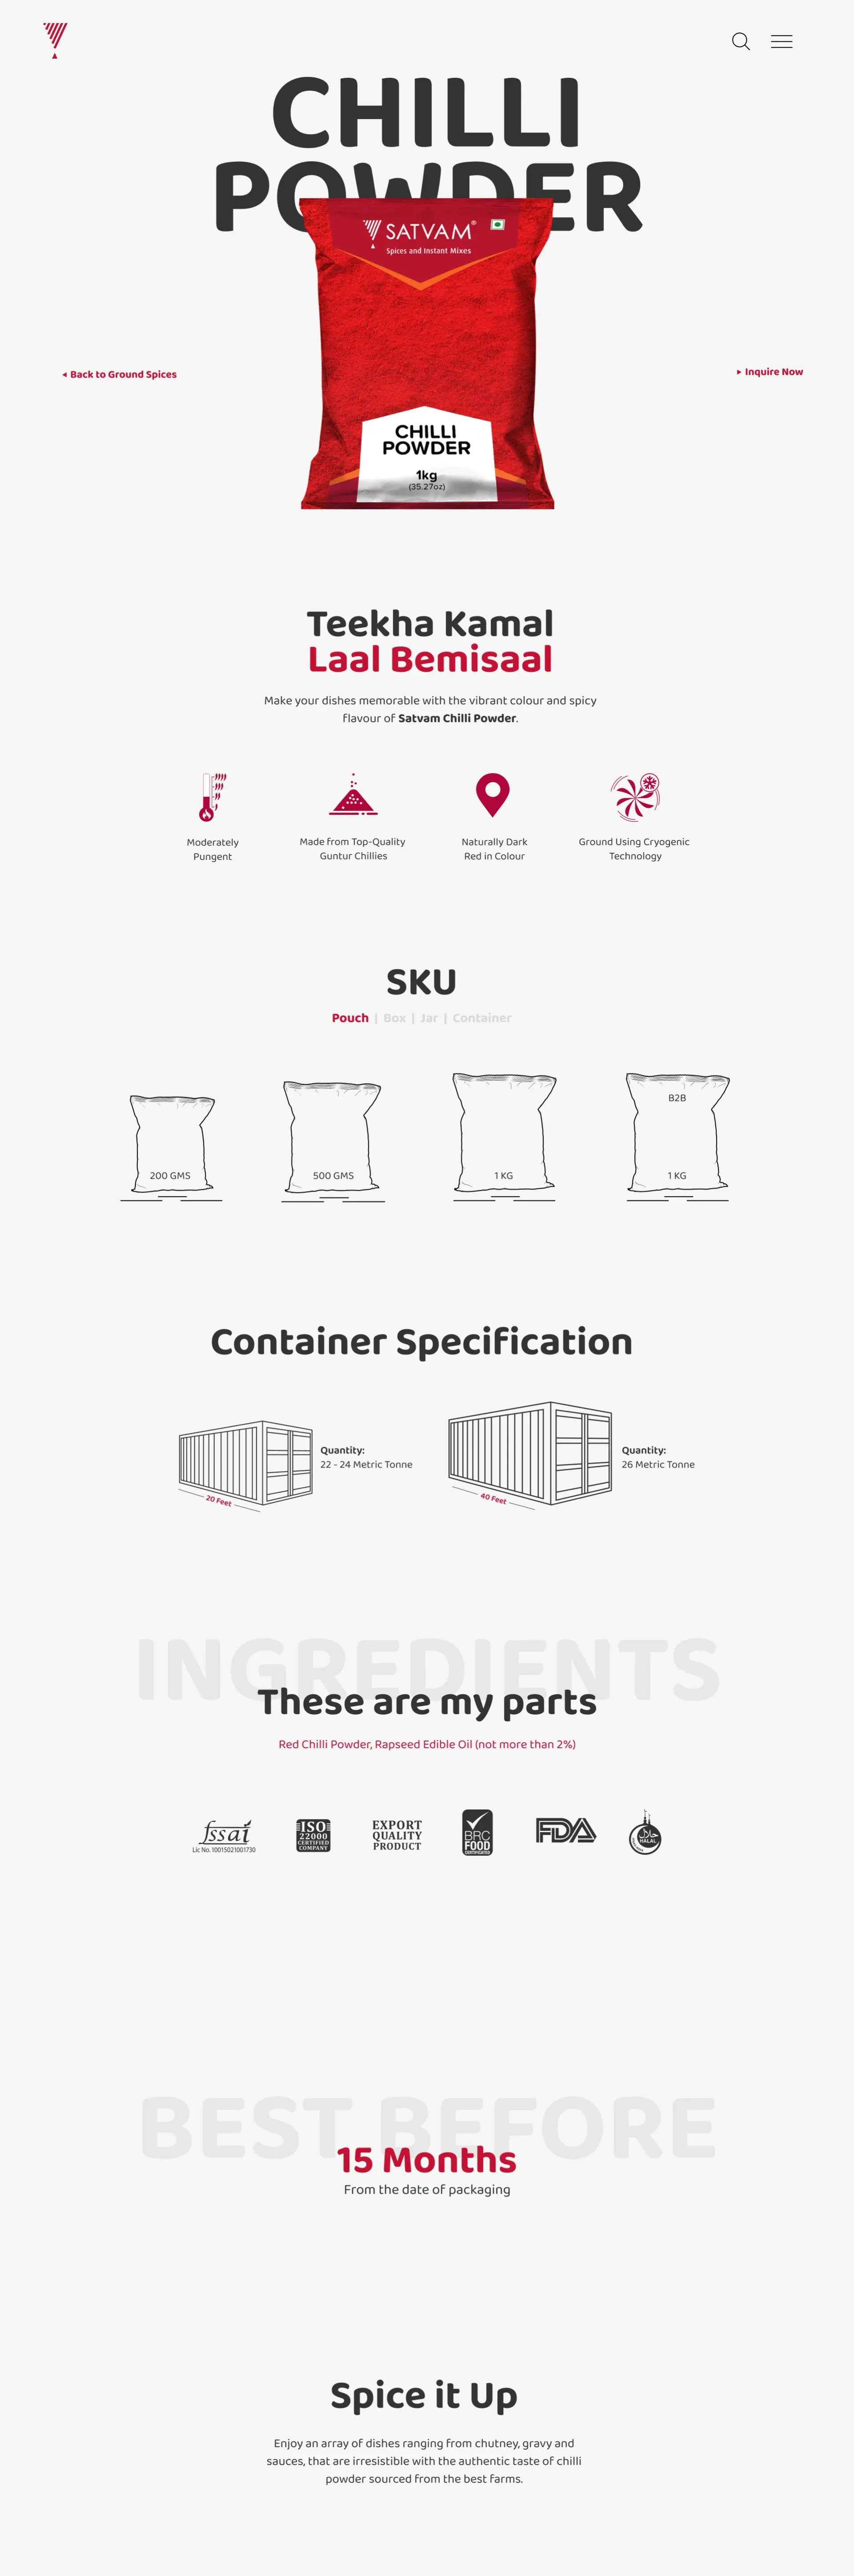 CHILLI
POWDER
SATVAM®
Spices and Instant Mixes
Back to Ground Spices
Inquire Now
CHILLI
POWDER
1kg
(35.27oz)
Teekha Kamal
Laal Bemisaal
Make your dishes memorable with the vibrant colour and spicy
flavour of Satvam Chilli Powder.
Moderately
Pungent
Made from Top-Quality
Guntur Chillies
Naturally Dark
Red in Colour
Ground Using Cryogenic
Technology
SKU
Pouch | Box | Jar | Container
200 GMS
500 GMS
1 KG
B2B
1 KG
Container Specification
20 Feet
Quantity:
22 - 24 Metric Tonne
40 Feet
Quantity:
26 Metric Tonne
INGREDIENTS
These are my parts
Red Chilli Powder, Rapseed Edible Oil (not more than 2%)
fssai
Lic No. 10015021001730
ISO
22000
CERTIFIED
COMPANY
EXPORT
QUALITY
PRODUCT
BRC
FOOD
CERTIFICATED
FDA
حلال
HALAL
BEST BEFORE
15 Months
From the date of packaging
Spice it Up
Enjoy an array of dishes ranging from chutney, gravy and
sauces, that are irresistible with the authentic taste of chilli
powder sourced from the best farms.